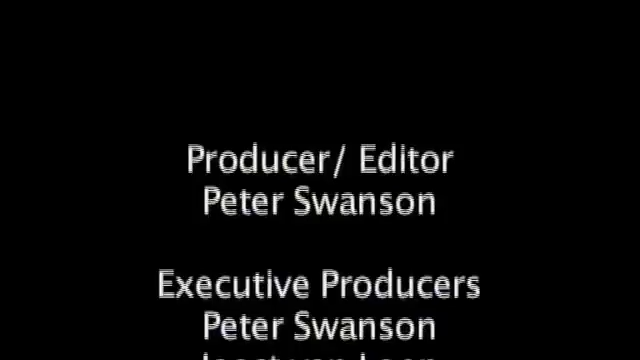 Producer/ Editor
Peter Swanson
Executive Producers
Peter Swanson